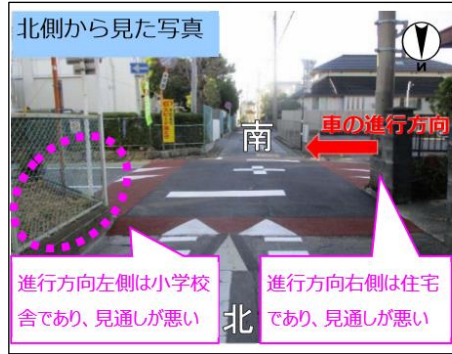 北側から見た写真
N
南
車の進行方向
進行方向左側は小学校
舎であり、見通しが悪い
北
進行方向右側は住宅
であり、見通しが悪い